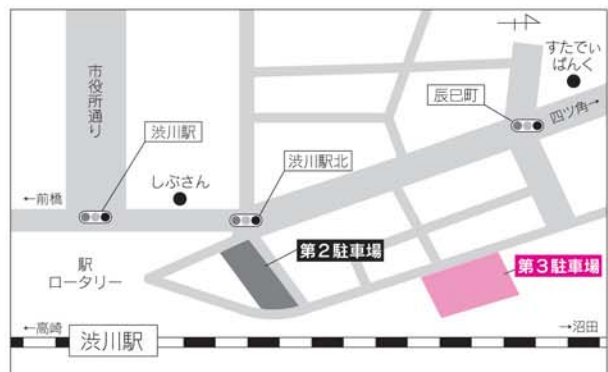 市役所通り
渋川駅
しぶさん
←前橋
渋川駅北
辰巳町
すたでい
ばんく
四ツ角→
駅
ロータリー
第2駐車場
第3駐車場
←高崎
渋川駅
→沼田